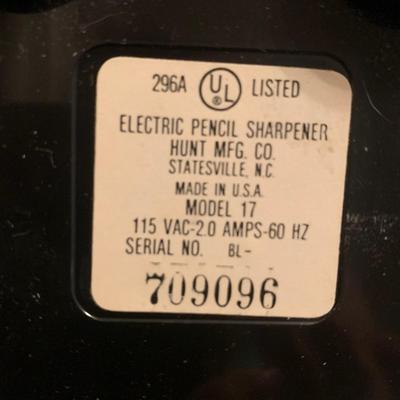 296A UL LISTED
ELECTRIC PENCIL SHARPENER
HUNT MFG. CO.
STATESVILLE, N.C.
MADE IN U.S.A.
MODEL 17
115 VAC-2.0 AMPS-60 HZ
SERIAL NO. BL-
709096